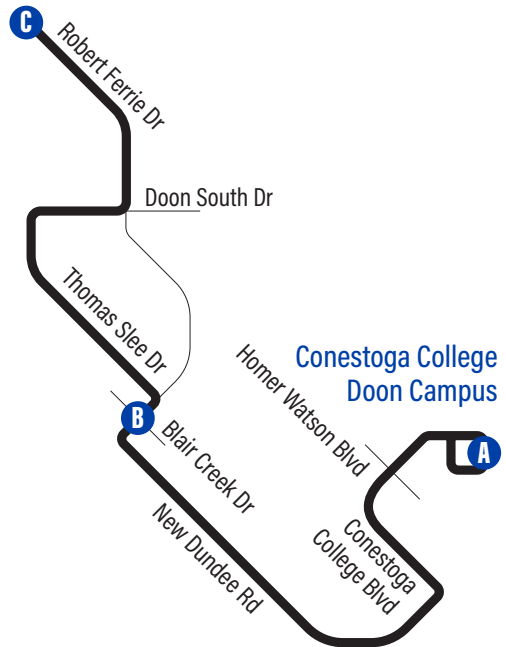 C
Robert Ferrie Dr
Doon South Dr
Thomas Slee Dr
Homer Watson Blvd
Conestoga College
Doon Campus
B
Blair Creek Dr
A
New Dundee Rd
Conestoga
College Blvd